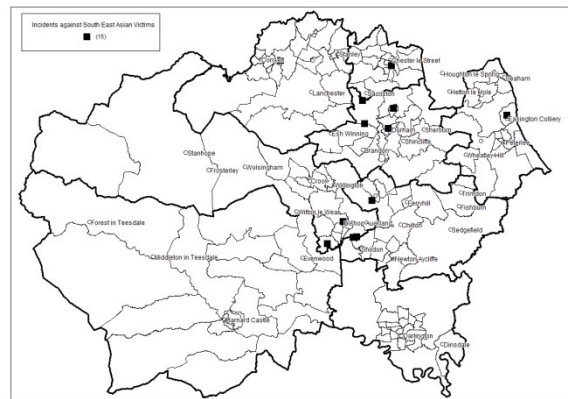 Incidents against South East Asian Victims
(15)
Stanley
Chester le Street
Consett
Houghton le Spring
Seaham
Lanchester
Sacriston
Hetton le Hole
Easington Colliery
Esh Winning
Durham
Sherburn
Shincliffe
Peterlee
Brandon
Wheatley Hill
Stanhope
Frosterley
Wolsingham
Crook
Willington
Trimdon
Ferryhill
Fishburn
Witton le Wear
Forest in Teesdale
Bishop Auckland
Chilton
Sedgefield
Middleton in Teesdale
Evenwood
Shildon
Newton Aycliffe
Barnard Castle
Darlington
Dinsdale